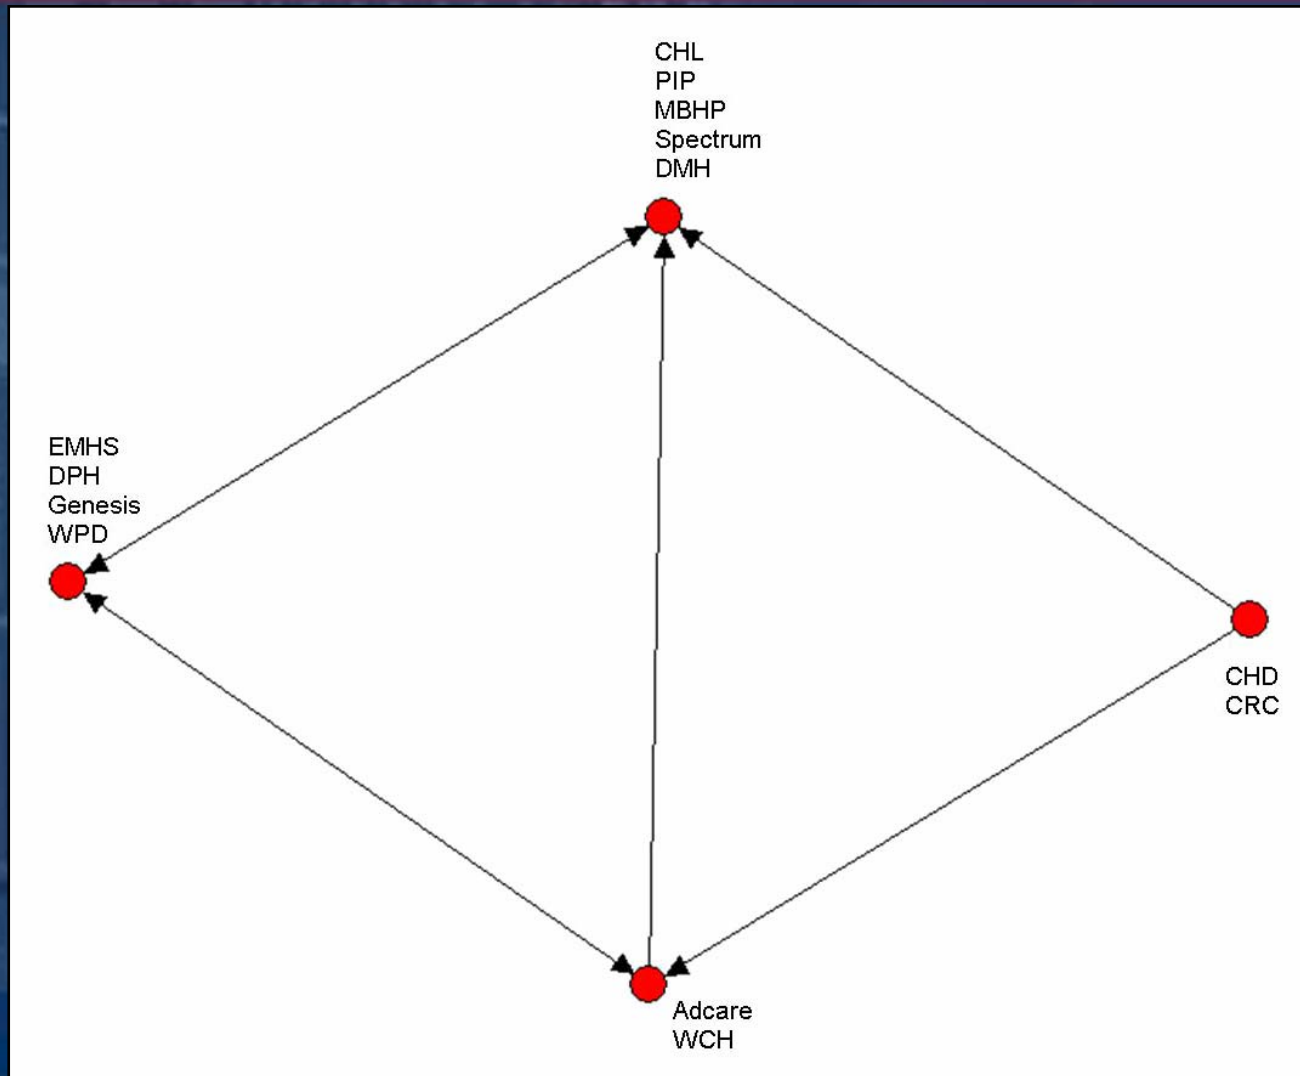 CHL
PIP
MBHP
Spectrum
DMH
EMHS
DPH
Genesis
WPD
CHD
CRC
Adcare
WCH